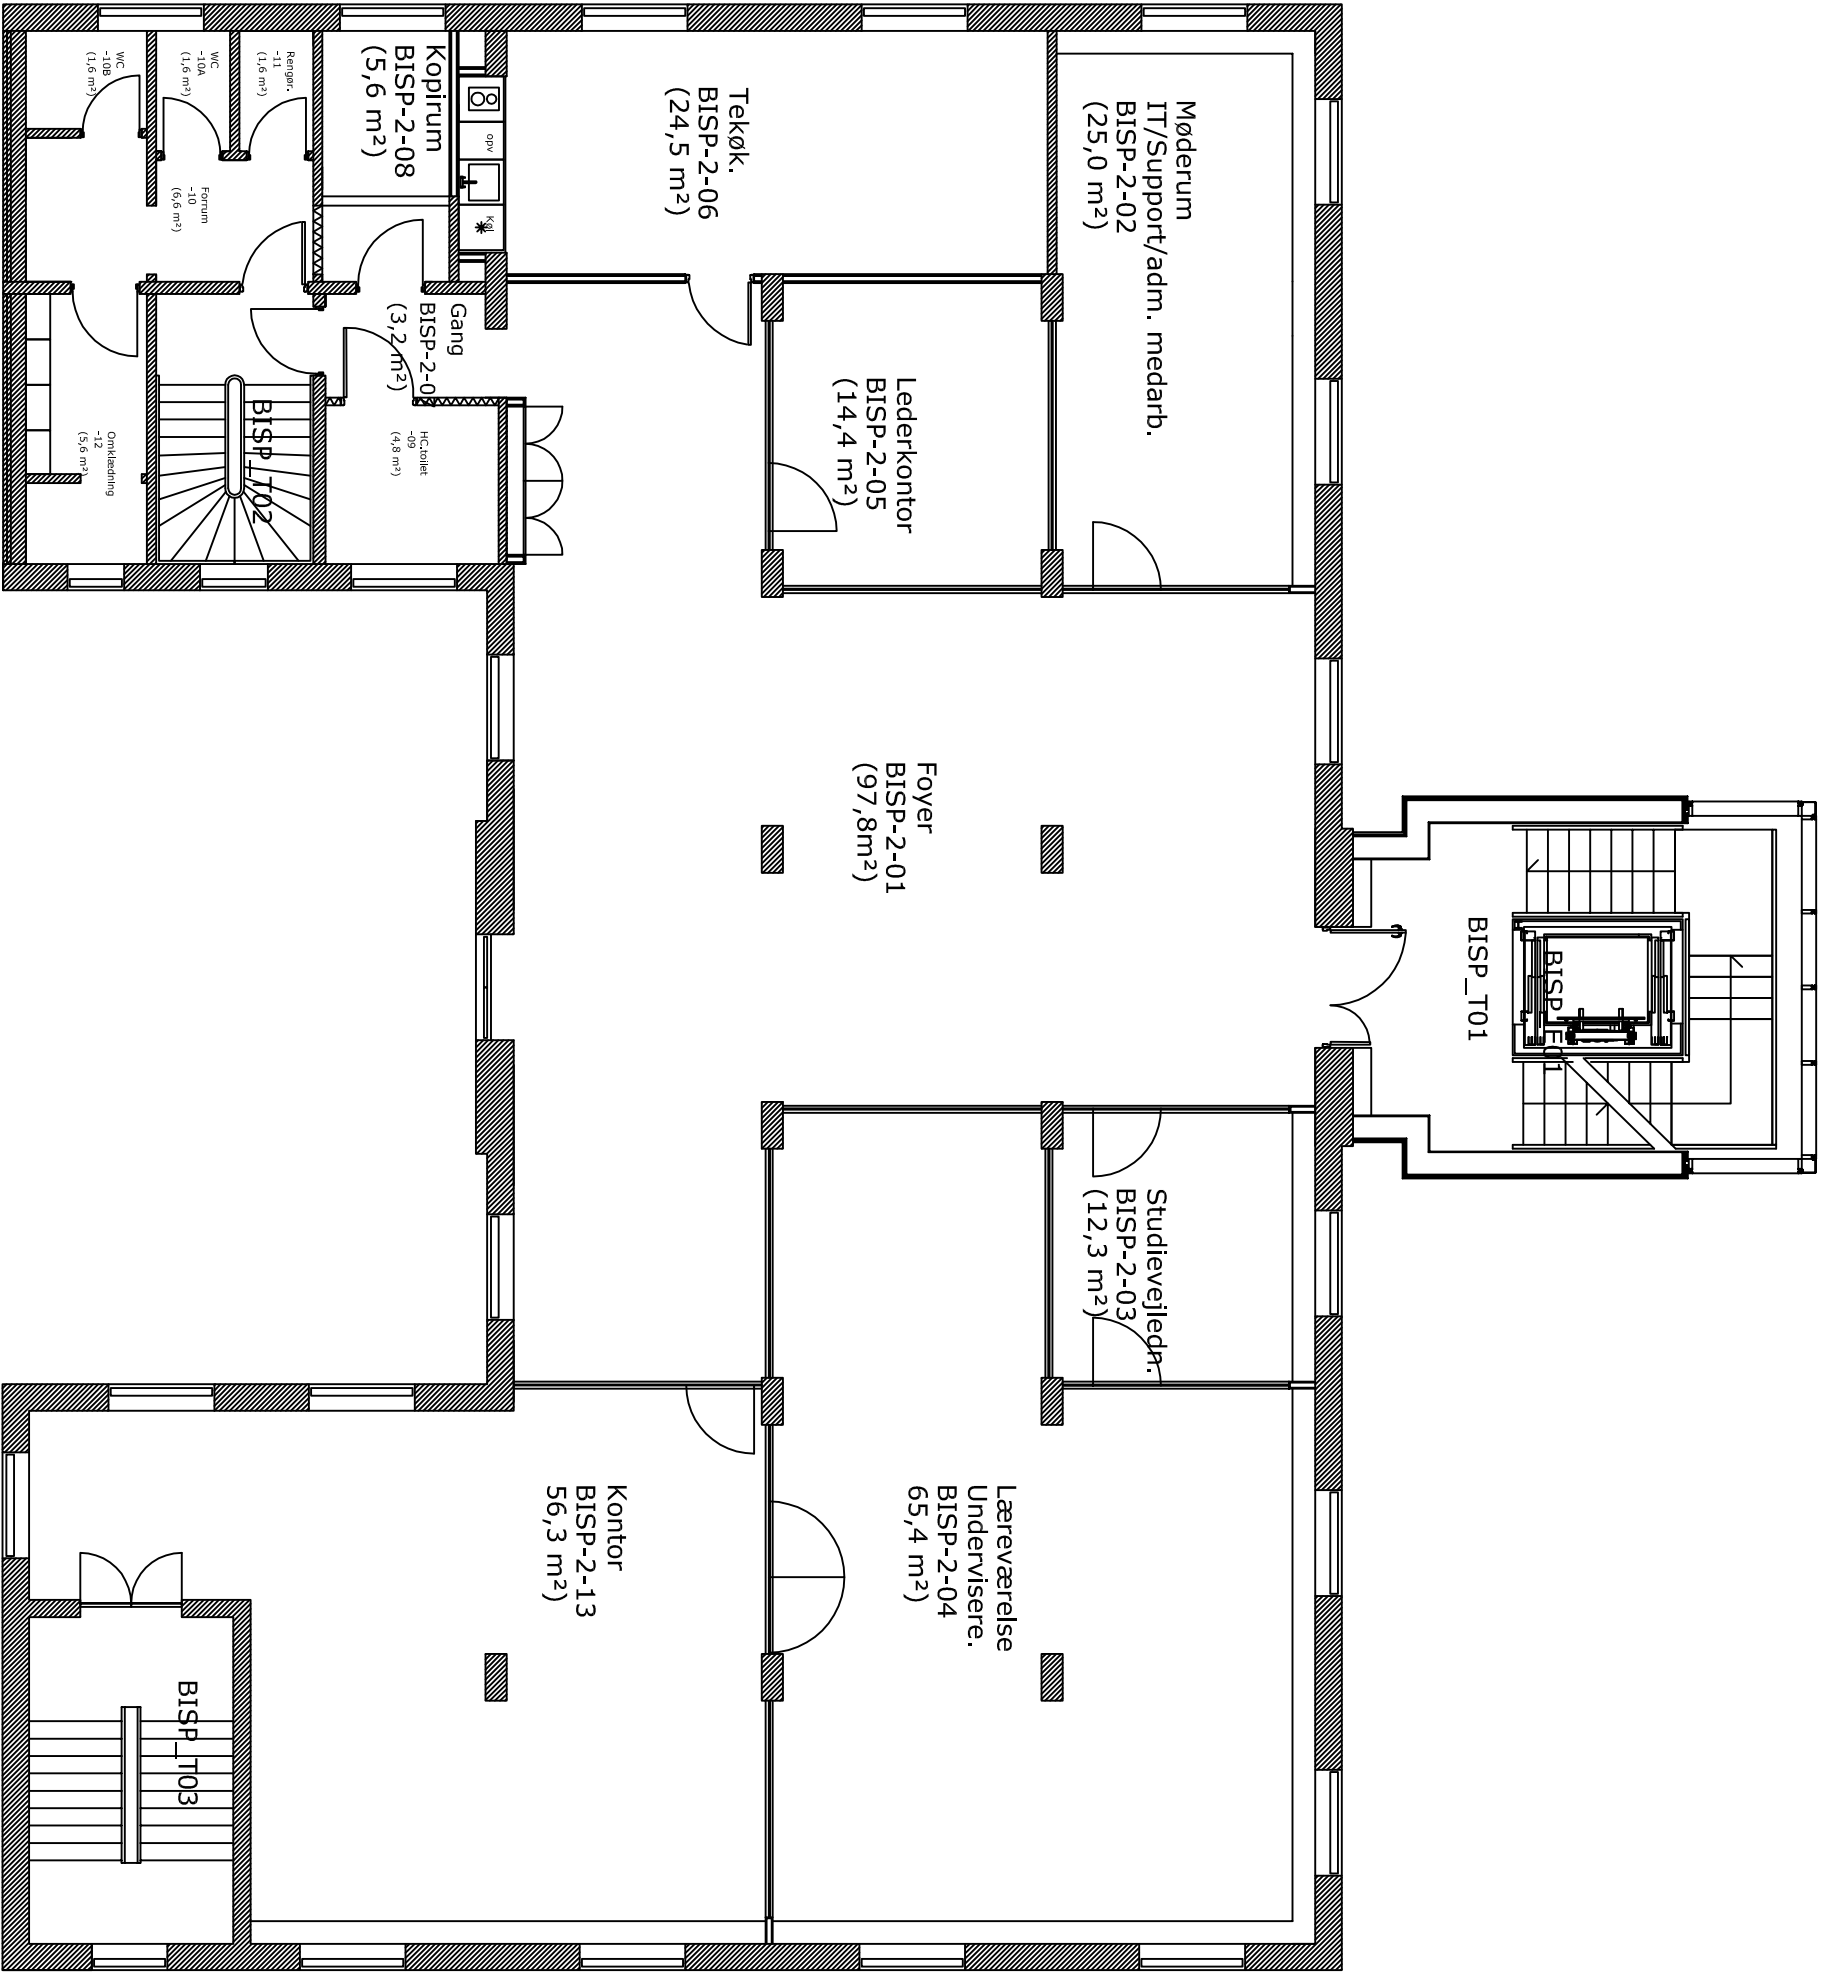 WC
-10B
(1,6 m²)
WC
-10A
(1,6 m²)
Rengør.
-11
(1,6 m²)
Kopirum
BISP-2-08
(5,6 m²)
opv
Køl
Tekøk.
BISP-2-06
(24,5 m²)
Møderum
IT/Support/adm. medarb.
BISP-2-02
(25,0 m²)
Forrum
-10
(6,6 m²)
Gang
BISP-2-0
(3,2 m²)
Lederkontor
BISP-2-05
(14,4 m²)
Omklædning
-12
(5,6 m²)
BISP_T02
HC.toilet
-09
(4,8 m²)
Foyer
BISP-2-01
(97,8m²)
BISP_T01
BISP_E01
Studievejledn.
BISP-2-03
(12,3 m²)
Kontor
BISP-2-13
56,3 m²)
Læreværelse
Undervisere.
BISP-2-04
65,4 m²)
BISP_T03